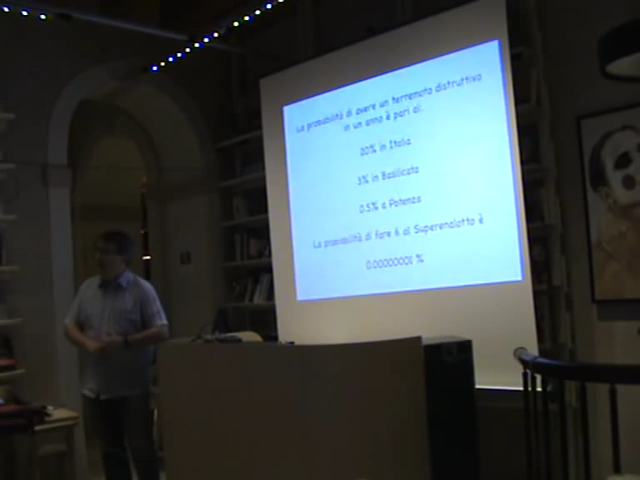 La probabilità di avere un terremoto distruttivo
in un anno è pari al:
20% in Italia
3% in Basilicata
0.5% a Potenza
La probabilità di fare 6 al Superenalotto è
0.00000001 %